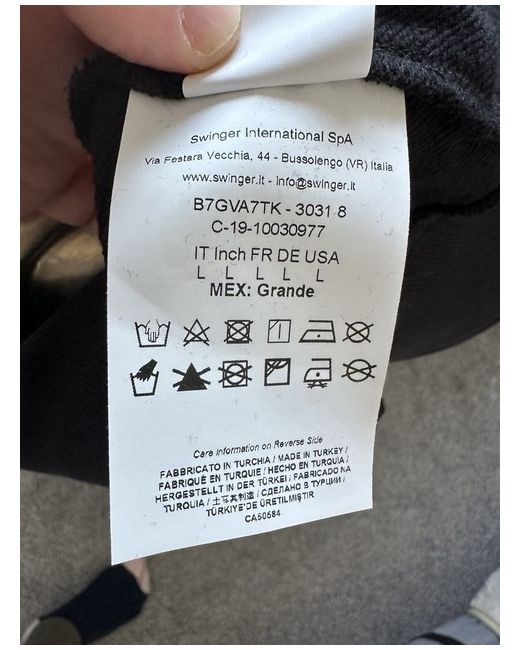 Swinger International SpA
Via Festara Vecchia, 44 - Bussolengo (VR) Italia
www.swinger.it - info@swinger.it
B7GVA7TK - 3031 8
C-19-10030977
IT Inch FR DE USA
L L L L L
MEX: Grande
Care Information on Reverse Side
FABBRICATO IN TURCHIA / MADE IN TURKEY /
FABRIQUÉ EN TURQUIE / HECHO EN TURQUÍA /
HERGESTELLT IN DER TÜRKEI / FABRICADO NA
TURQUIA / 土耳其制造 / СДЕЛАНО В ТУРЦИИ /
TÜRKIYE'DE ÜRETILMIŞTIR
CA50584